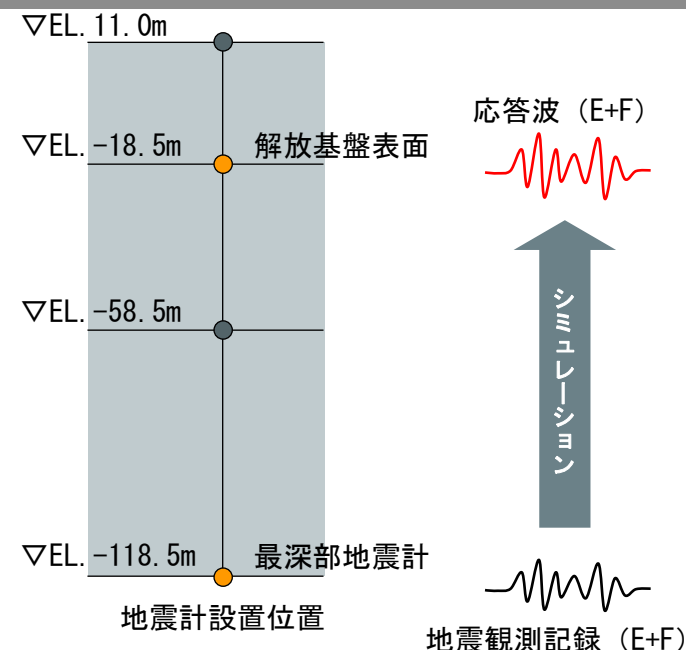 ▽EL. 11.0m
応答波（E+F）
▽EL. -18.5m
解放基盤表面
▽EL. -58.5m
シミュレーション
▽EL. -118.5m
最深部地震計
地震計設置位置
地震観測記録（E+F）